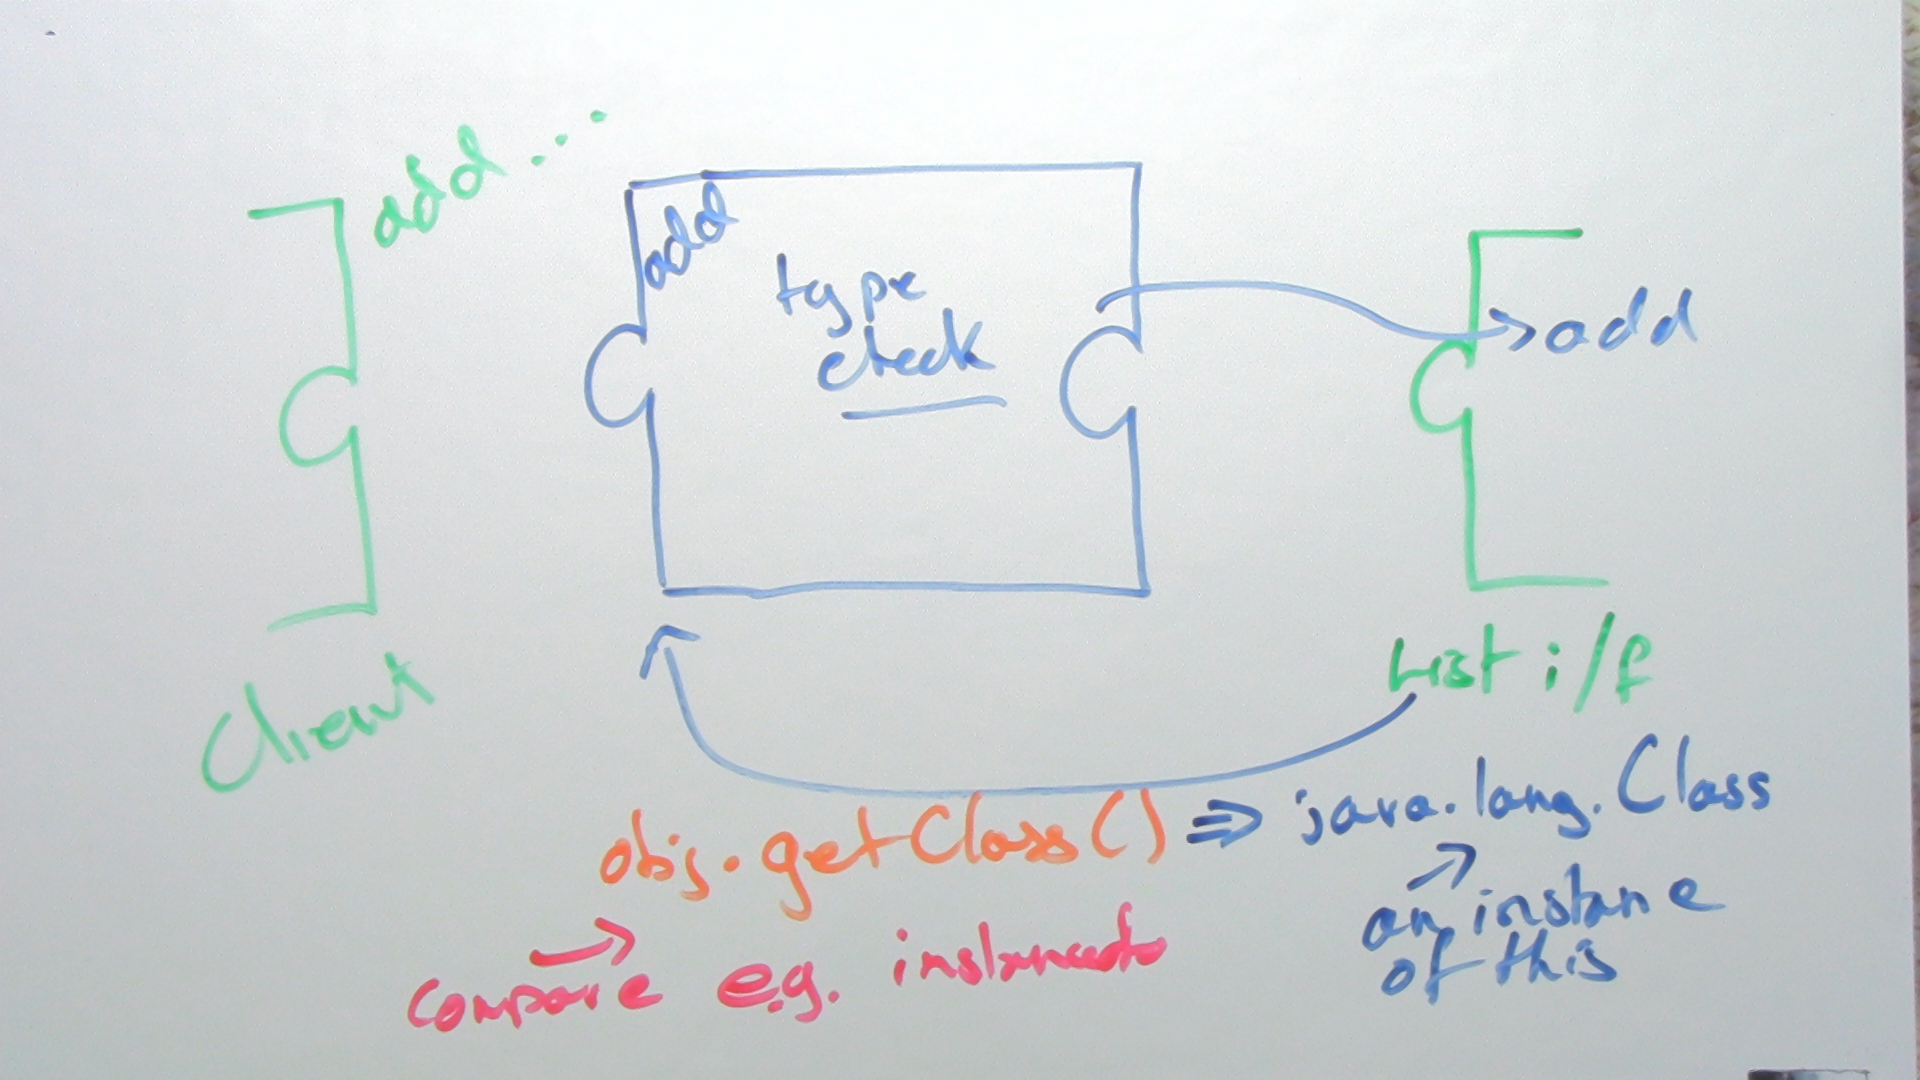 add...
add
type
check
add
Client
List i/f
obj.getClass() => java.lang.Class
an instance
of this
compare e.g. instanceof